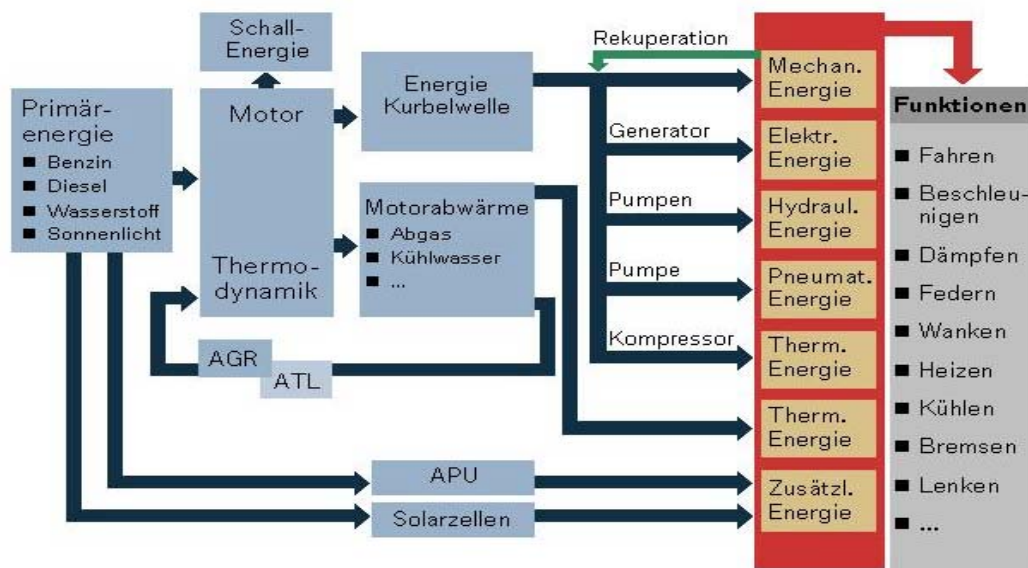 Schall-
Energie
Primär-
energie
■ Benzin
■ Diesel
■ Wasserstoff
■ Sonnenlicht
Motor
Thermo-
dynamik
Energie
Kurbelwelle
Motorabwärme
■ Abgas
■ Kühlwasser
■ ...
AGR
ATL
APU
Solarzellen
Rekuperation
Generator
Pumpen
Pumpe
Kompressor
Mechan.
Energie
Elektr.
Energie
Hydraul.
Energie
Pneumat.
Energie
Therm.
Energie
Therm.
Energie
Zusätzl.
Energie
Funktionen
■ Fahren
■ Beschleu-
nigen
■ Dämpfen
■ Federn
■ Wanken
■ Heizen
■ Kühlen
■ Bremsen
■ Lenken
■ ...